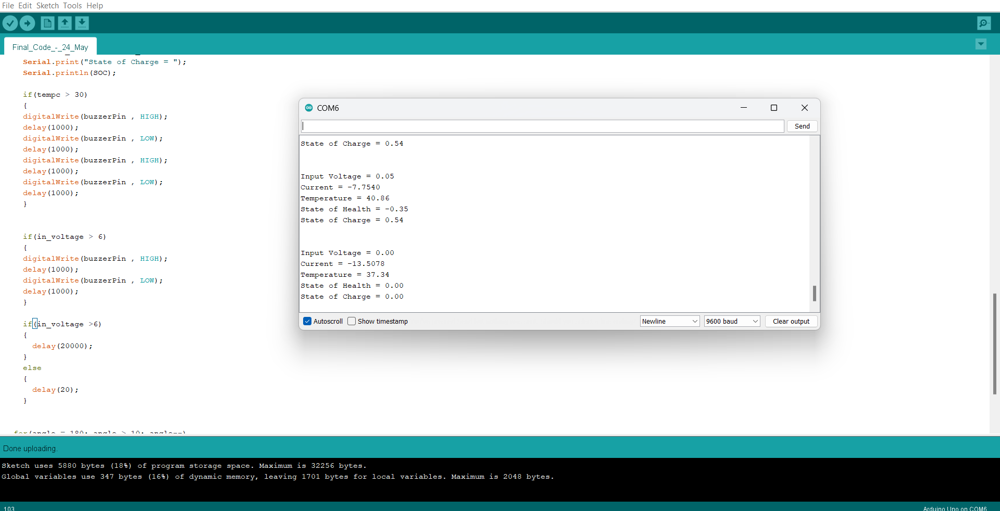 File Edit Sketch Tools Help
Final_Code_-_24_May
Serial.print("State of Charge = ");
Serial.println(SOC);
if(tempc > 30)
{
digitalWrite(buzzerPin , HIGH);
delay(1000);
digitalWrite(buzzerPin , LOW);
delay(1000);
digitalWrite(buzzerPin , HIGH);
delay(1000);
digitalWrite(buzzerPin , LOW);
delay(1000);
}
if(in_voltage > 6)
{
digitalWrite(buzzerPin , HIGH);
delay(1000);
digitalWrite(buzzerPin , LOW);
delay(1000);
}
if(in_voltage >6)
{
delay(20000);
}
else
{
delay(20);
}
for(angle = 180; angle > 10; angle--)
COM6
Send
State of Charge = 0.54
Input Voltage = 0.05
Current = -7.7540
Temperature = 40.86
State of Health = -0.35
State of Charge = 0.54
Input Voltage = 0.00
Current = -13.5078
Temperature = 37.34
State of Health = 0.00
State of Charge = 0.00
Autoscroll Show timestamp Newline 9600 baud Clear output
Done uploading.
Sketch uses 5880 bytes (18%) of program storage space. Maximum is 32256 bytes.
Global variables use 347 bytes (16%) of dynamic memory, leaving 1701 bytes for local variables. Maximum is 2048 bytes.
103 Arduino Uno on COM6